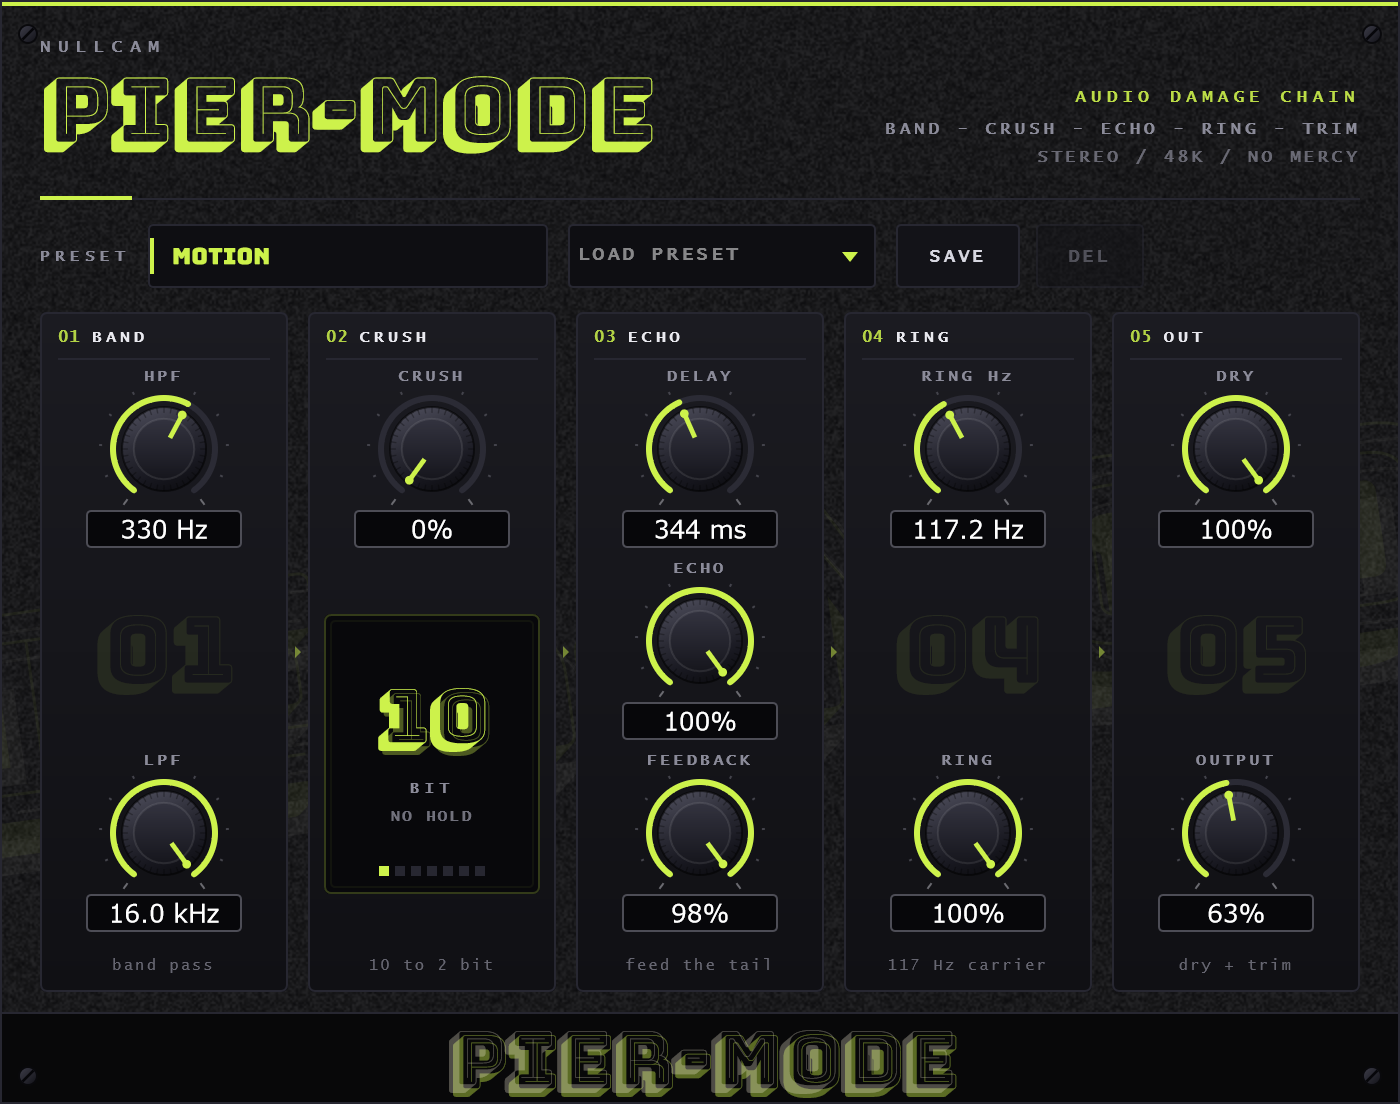 NULLCAM
PIER-MODE
AUDIO DAMAGE CHAIN
BAND - CRUSH - ECHO - RING - TRIM
STEREO / 48K / NO MERCY
PRESET
MOTION
LOAD PRESET
SAVE
DEL
01 BAND
HPF
330 Hz
01
LPF
16.0 kHz
band pass
02 CRUSH
CRUSH
0%
10
BIT
NO HOLD
10 to 2 bit
03 ECHO
DELAY
344 ms
ECHO
100%
FEEDBACK
98%
feed the tail
04 RING
RING Hz
117.2 Hz
04
RING
100%
117 Hz carrier
05 OUT
DRY
100%
05
OUTPUT
63%
dry + trim
PIER-MODE